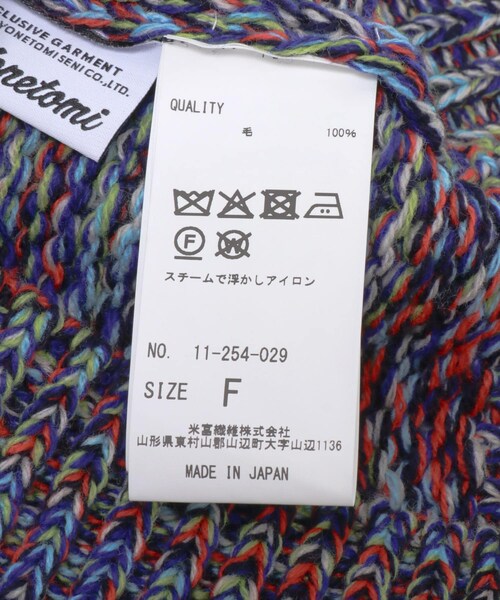 CLUSIVE GARMENT
YONETOMI SENI CO.,LTD.
onetomi
QUALITY
毛 100%
F W
スチームで浮かしアイロン
NO. 11-254-029
SIZE F
米富繊維株式会社
山形県東村山郡山辺町大字山辺1136
MADE IN JAPAN